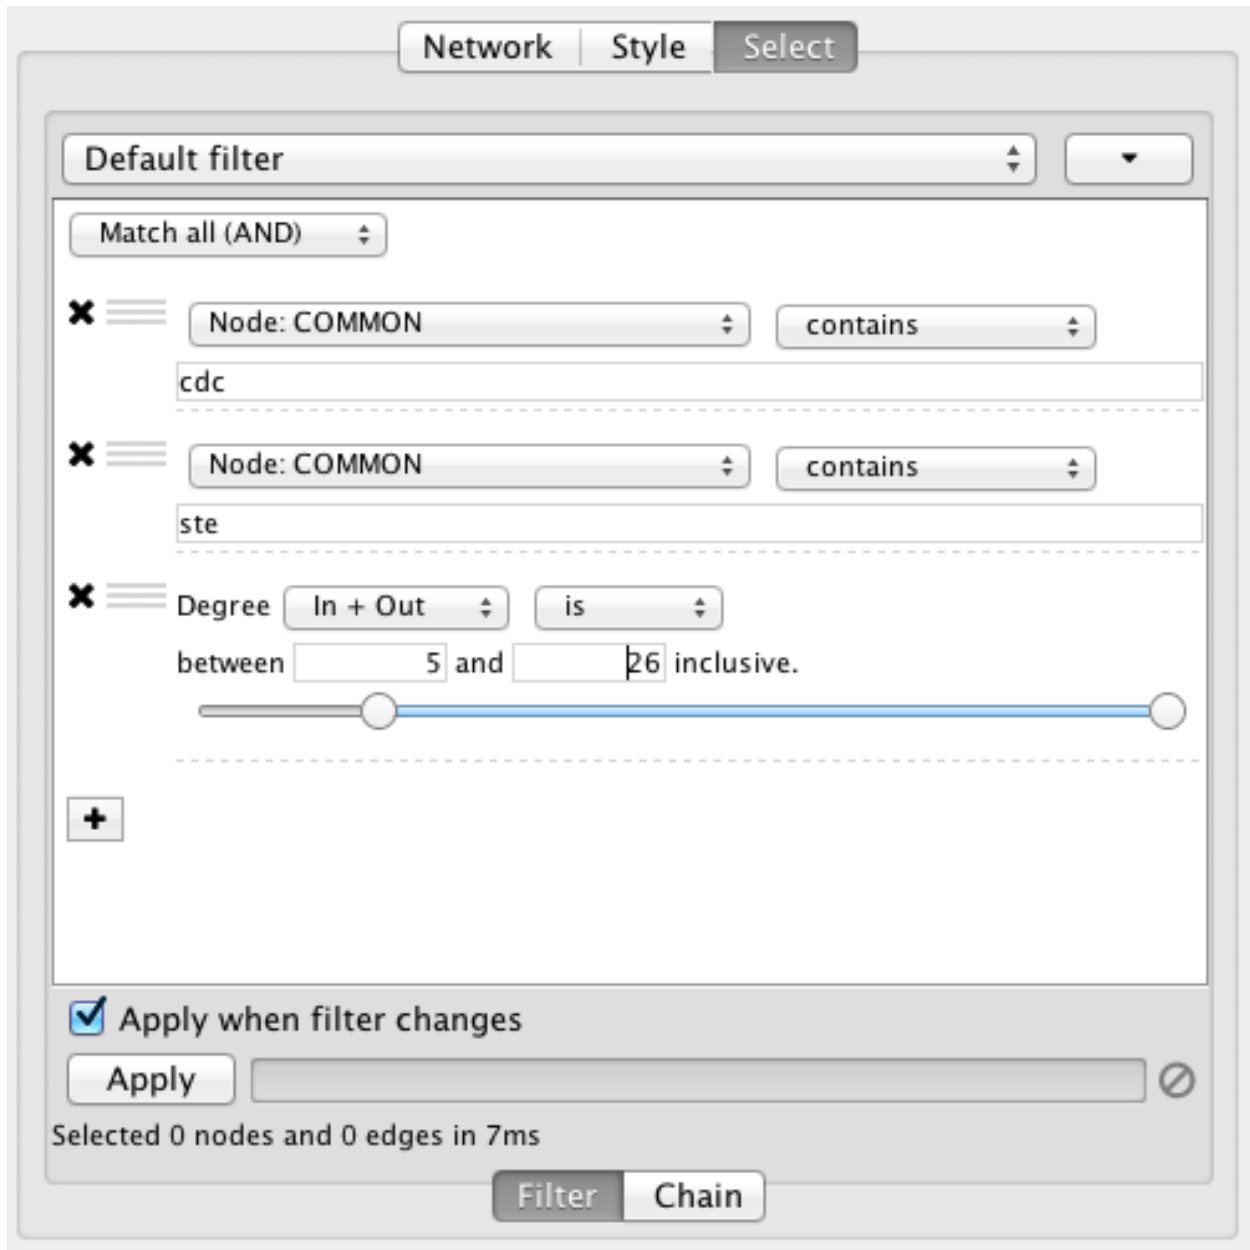 Network Style Select
Default filter
Match all (AND)
Node: COMMON contains
cdc
Node: COMMON contains
ste
Degree In + Out is
between 5 and 26 inclusive.
Apply when filter changes
Apply
Selected 0 nodes and 0 edges in 7ms
Filter Chain